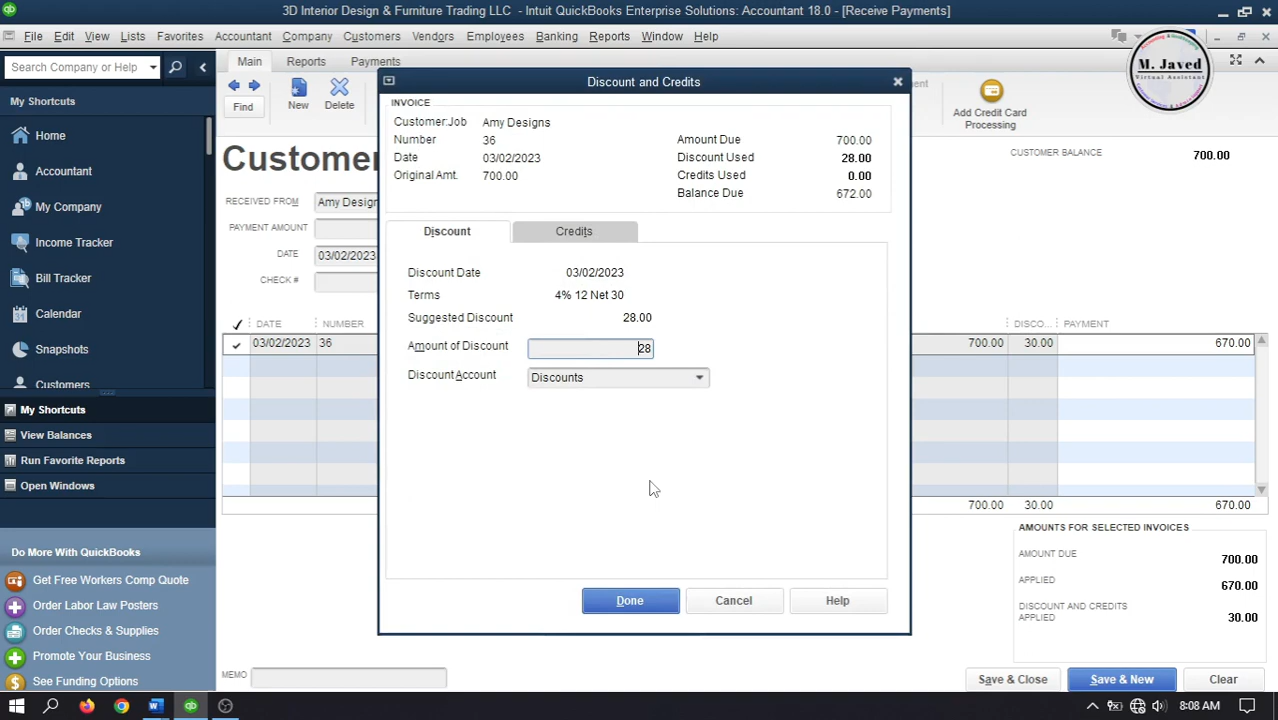 3D Interior Design & Furniture Trading LLC - Intuit QuickBooks Enterprise Solutions: Accountant 18.0 - [Receive Payments]
File Edit View Lists Favorites Accountant Company Customers Vendors Employees Banking Reports Window Help
M. Javed
Virtual Assistant
Search Company or Help
My Shortcuts
Home
Accountant
My Company
Income Tracker
Bill Tracker
Calendar
Snapshots
Customers
My Shortcuts
View Balances
Run Favorite Reports
Open Windows
Do More With QuickBooks
Get Free Workers Comp Quote
Order Labor Law Posters
Order Checks & Supplies
Promote Your Business
See Funding Options
Main Reports Payments
Find New Delete
Add Credit Card
Processing
Customer
CUSTOMER BALANCE 700.00
RECEIVED FROM Amy Designs
PAYMENT AMOUNT
DATE 03/02/2023
CHECK #
DATE NUMBER DISCO... PAYMENT
03/02/2023 36 700.00 30.00 670.00
700.00 30.00 670.00
AMOUNTS FOR SELECTED INVOICES
AMOUNT DUE 700.00
APPLIED 670.00
DISCOUNT AND CREDITS
APPLIED 30.00
MEMO
Save & Close Save & New Clear
Discount and Credits
INVOICE
Customer:Job Amy Designs
Number 36
Date 03/02/2023
Original Amt. 700.00
Amount Due 700.00
Discount Used 28.00
Credits Used 0.00
Balance Due 672.00
Discount Credits
Discount Date 03/02/2023
Terms 4% 12 Net 30
Suggested Discount 28.00
Amount of Discount 28
Discount Account Discounts
Done Cancel Help
8:08 AM